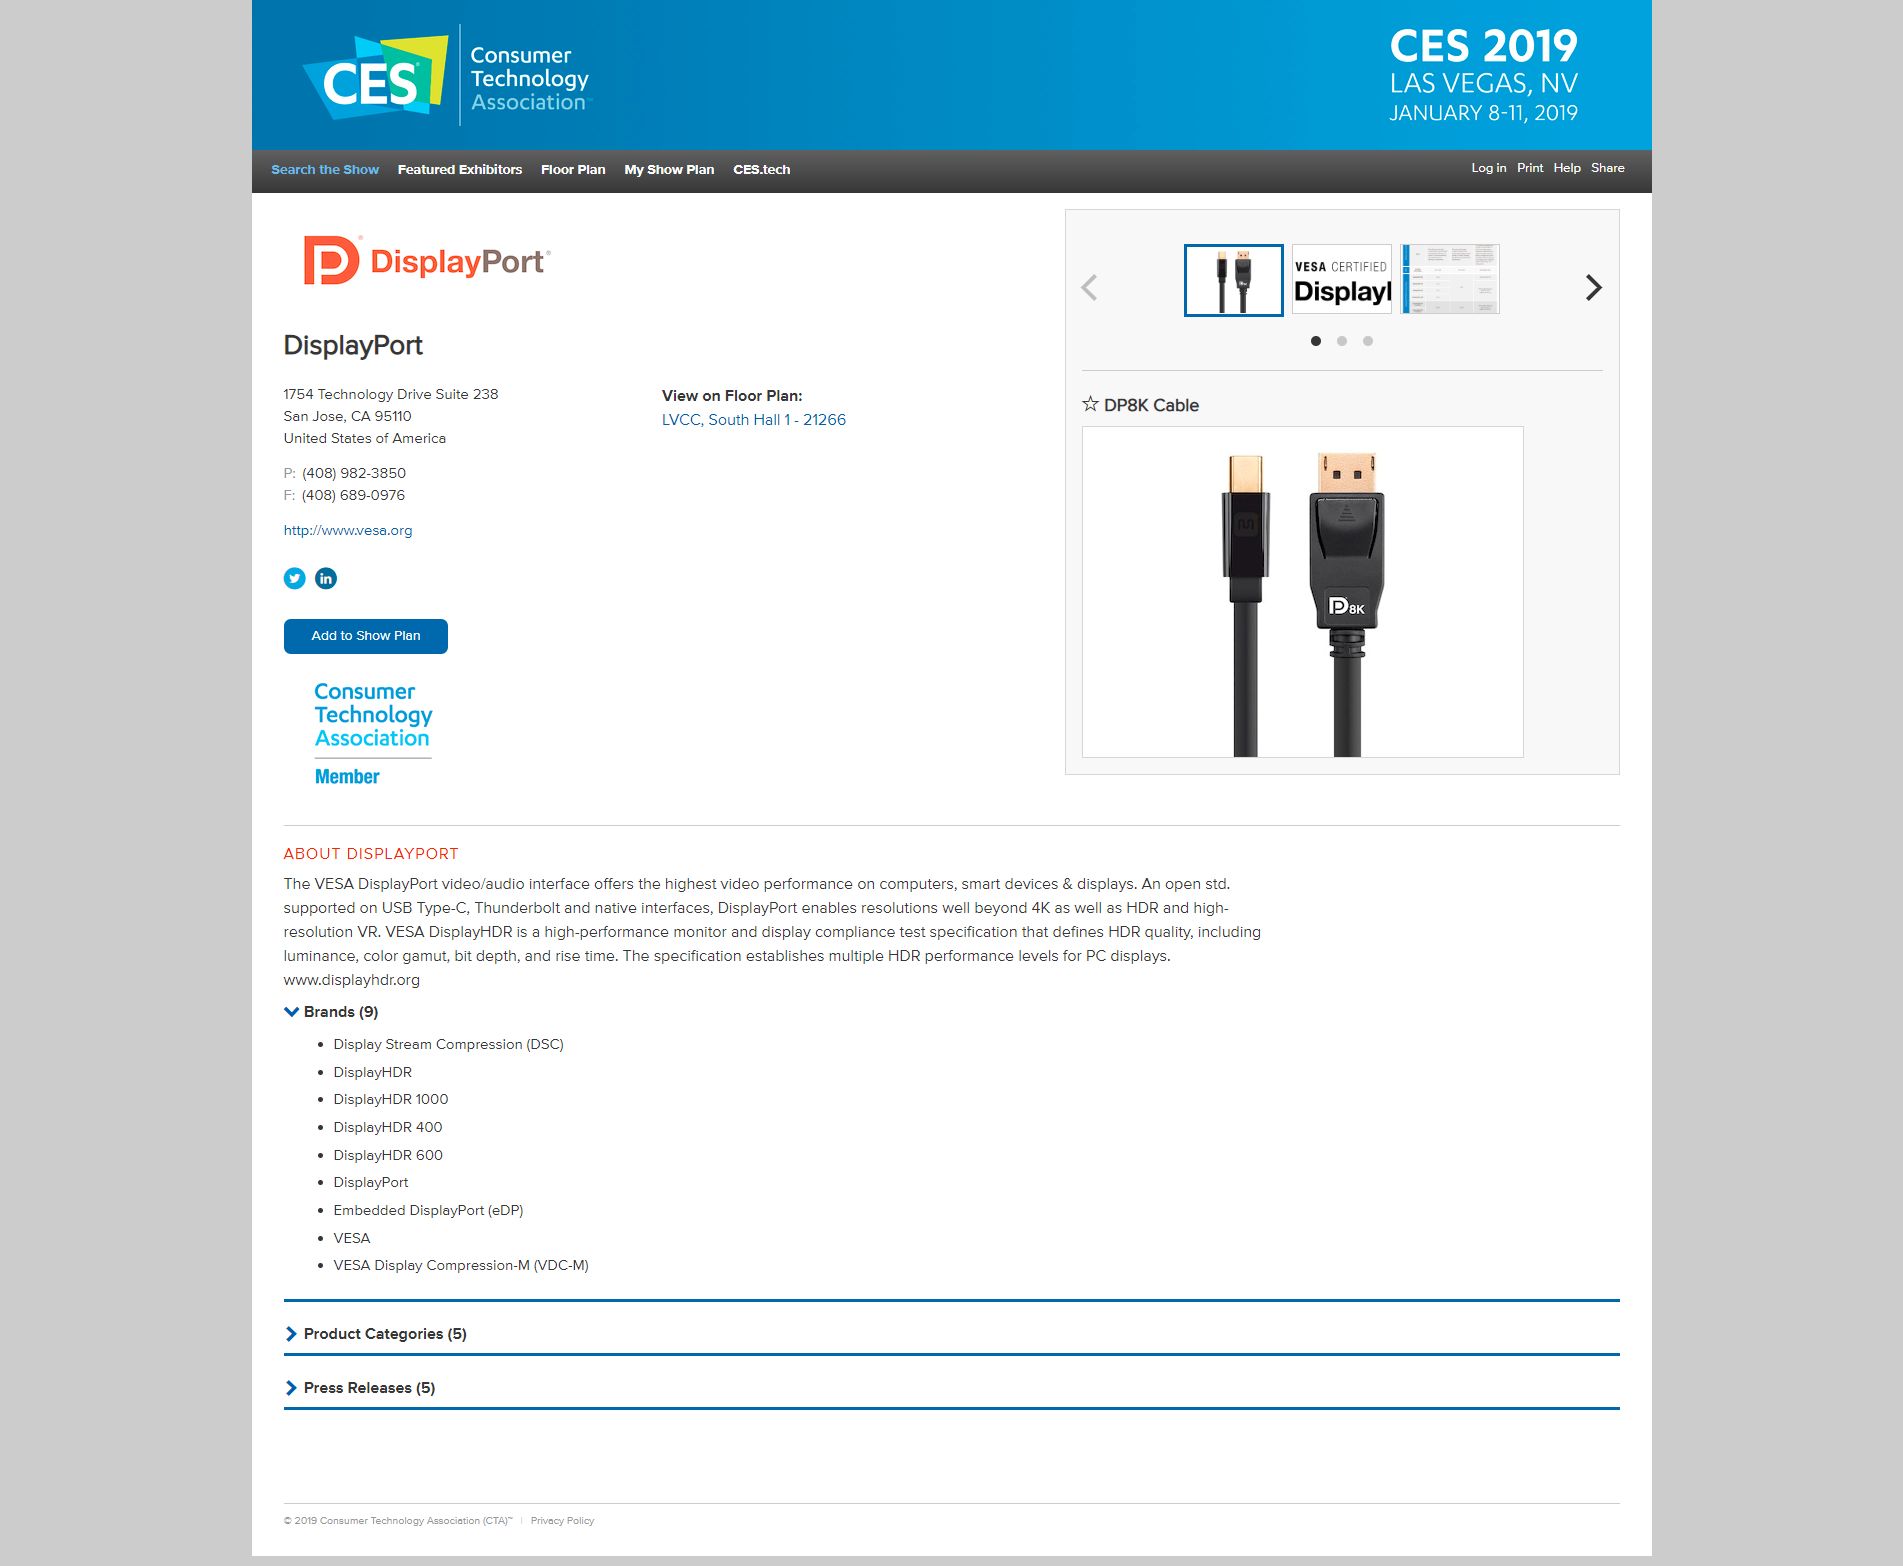 CES
Consumer
Technology
Association
CES 2019
LAS VEGAS, NV
JANUARY 8-11, 2019
Search the Show Featured Exhibitors Floor Plan My Show Plan CES.tech
Log in Print Help Share
DisplayPort
DisplayPort
1754 Technology Drive Suite 238
San Jose, CA 95110
United States of America
P: (408) 982-3850
F: (408) 689-0976
http://www.vesa.org
Add to Show Plan
Consumer
Technology
Association
Member
View on Floor Plan:
LVCC, South Hall 1 - 21266
VESA CERTIFIED
Display
DP8K Cable
8K
ABOUT DISPLAYPORT
The VESA DisplayPort video/audio interface offers the highest video performance on computers, smart devices & displays. An open std.
supported on USB Type-C, Thunderbolt and native interfaces, DisplayPort enables resolutions well beyond 4K as well as HDR and high-
resolution VR. VESA DisplayHDR is a high-performance monitor and display compliance test specification that defines HDR quality, including
luminance, color gamut, bit depth, and rise time. The specification establishes multiple HDR performance levels for PC displays.
www.displayhdr.org
Brands (9)
Display Stream Compression (DSC)
DisplayHDR
DisplayHDR 1000
DisplayHDR 400
DisplayHDR 600
DisplayPort
Embedded DisplayPort (eDP)
VESA
VESA Display Compression-M (VDC-M)
Product Categories (5)
Press Releases (5)
© 2019 Consumer Technology Association (CTA)™ | Privacy Policy